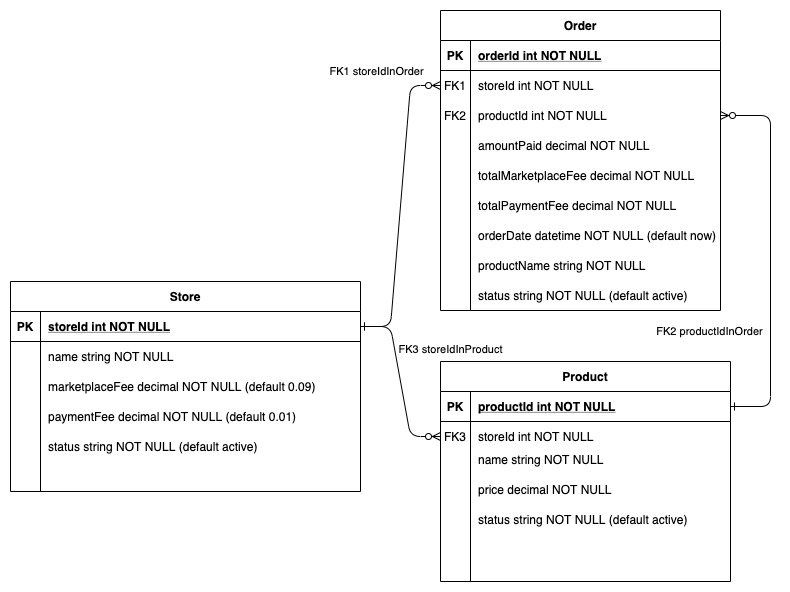 Order
PK orderId int NOT NULL
FK1 storeIdInOrder
FK1 storeId int NOT NULL
FK2 productId int NOT NULL
amountPaid decimal NOT NULL
totalMarketplaceFee decimal NOT NULL
totalPaymentFee decimal NOT NULL
orderDate datetime NOT NULL (default now)
productName string NOT NULL
status string NOT NULL (default active)
Store
PK storeId int NOT NULL
name string NOT NULL
marketplaceFee decimal NOT NULL (default 0.09)
paymentFee decimal NOT NULL (default 0.01)
status string NOT NULL (default active)
FK2 productIdInOrder
FK3 storeIdInProduct
Product
PK productId int NOT NULL
FK3 storeId int NOT NULL
name string NOT NULL
price decimal NOT NULL
status string NOT NULL (default active)